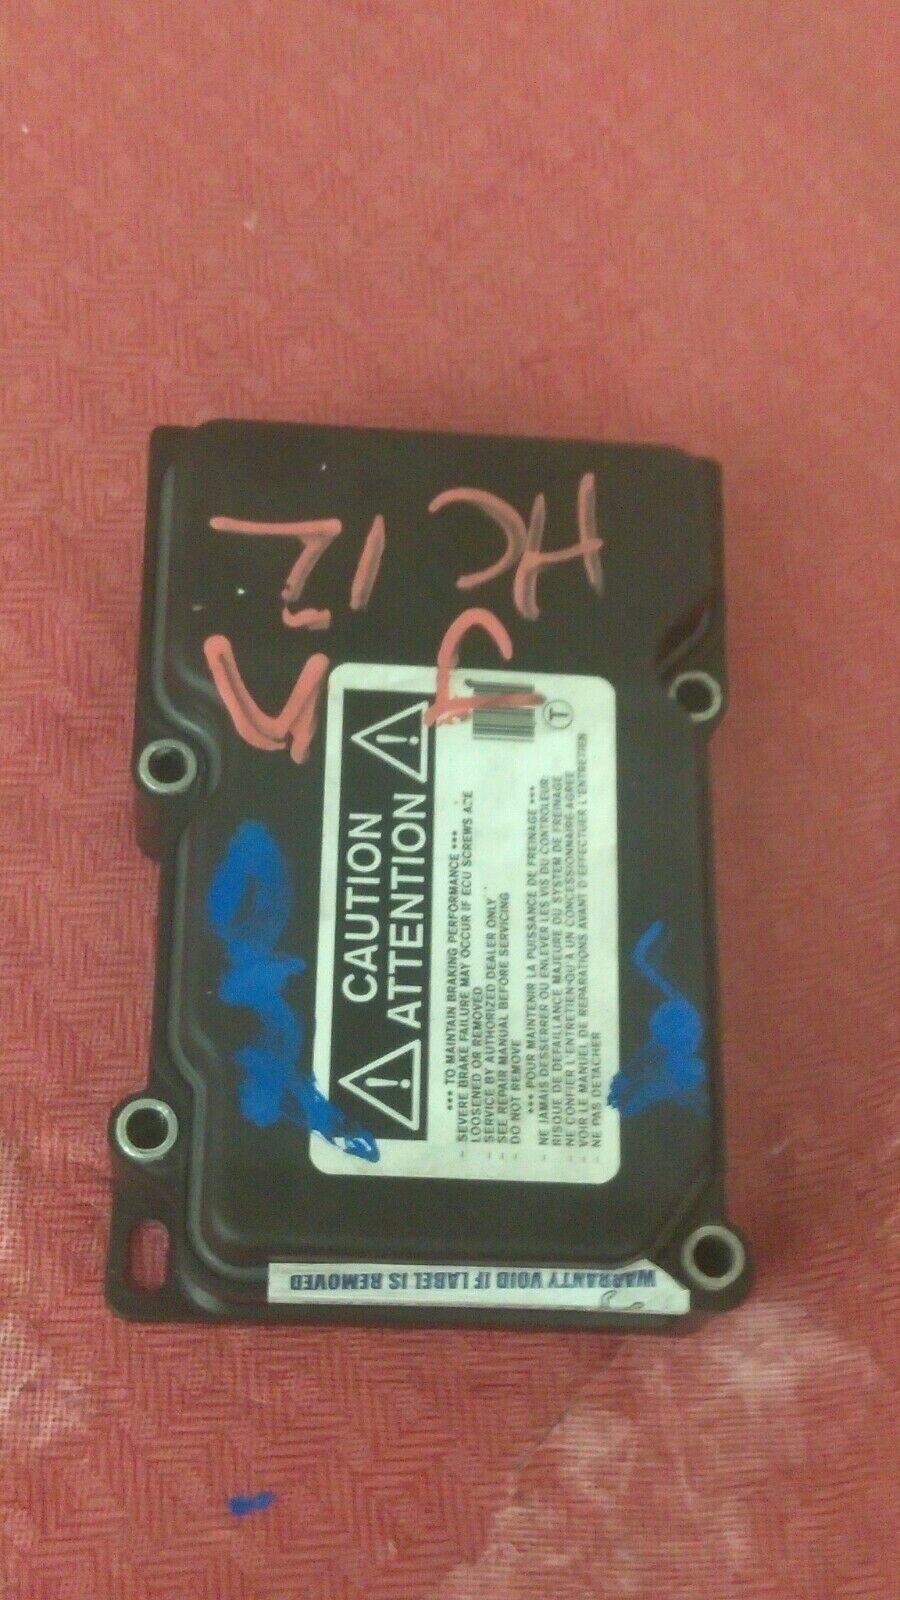 CAUTION
ATTENTION
*** TO MAINTAIN BRAKING PERFORMANCE ***
- SEVERE BRAKE FAILURE MAY OCCUR IF ECU SCREWS ARE
LOOSENED OR REMOVED
- SERVICE BY AUTHORIZED DEALER ONLY
- SEE REPAIR MANUAL BEFORE SERVICING
- DO NOT REMOVE
*** POUR MAINTENIR LA PUISSANCE DE FREINAGE ***
- NE JAMAIS DESSERRER OU ENLEVER LES VIS DU CONTROLEUR
RISQUE DE DEFAILLANCE MAJEURE DU SYSTEM DE FREINAGE
- NE CONFIER L'ENTRETIEN QU'A UN CONCESSIONNAIRE AGREE
- VOIR LE MANUEL DE REPARATIONS AVANT D'EFFECTUER L'ENTRETIEN
- NE PAS DETACHER
T
WARRANTY VOID IF LABEL IS REMOVED
HC 12